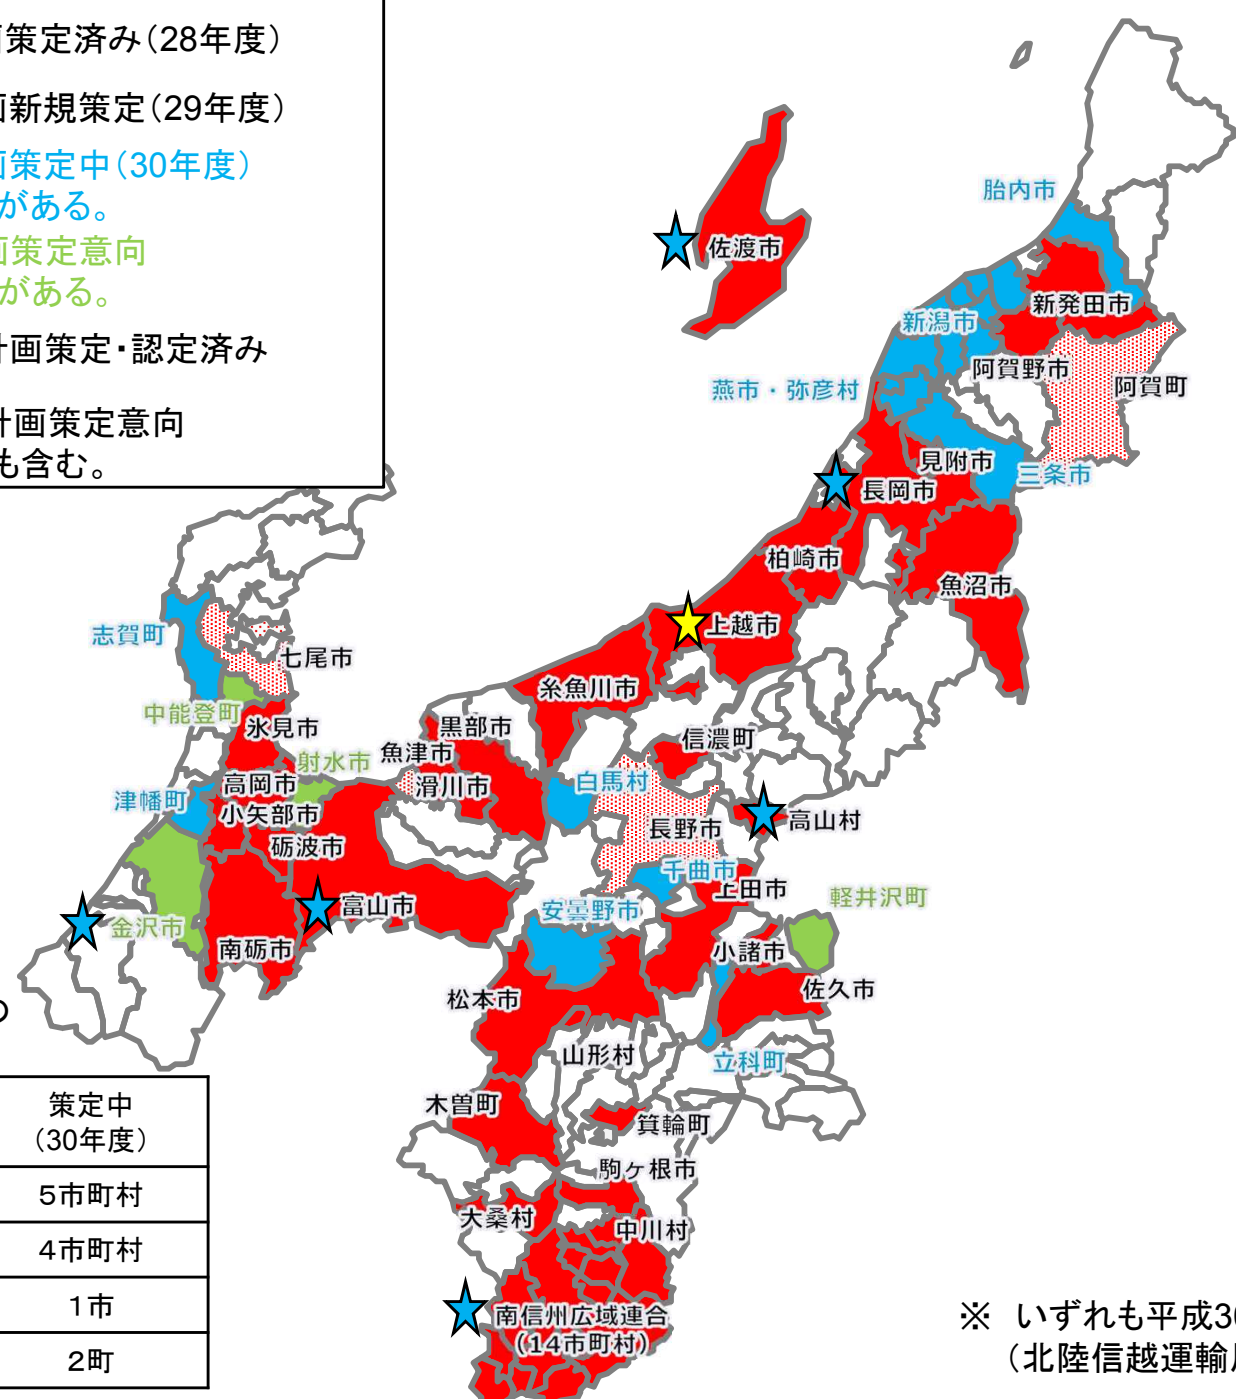 画策定済み（28年度）
画新規策定（29年度）
画策定中（30年度）
がある。
画策定意向
がある。
計画策定・認定済み
計画策定意向
も含む。
胎内市
佐渡市
新発田市
新潟市
阿賀野市
阿賀町
燕市・弥彦村
見附市
三条市
長岡市
柏崎市
魚沼市
上越市
志賀町
七尾市
糸魚川市
中能登町
氷見市
黒部市
信濃町
魚津市
射水市
高岡市
滑川市
白馬村
津幡町
小矢部市
高山村
長野市
砺波市
千曲市
上田市
軽井沢町
富山市
安曇野市
金沢市
南砺市
小諸市
佐久市
松本市
の
山形村
立科町
木曽町
箕輪町
駒ヶ根市
大桑村
中川村
南信州広域連合
（14市町村）
策定中
（30年度）
5市町村
4市町村
1市
2町
※　いずれも平成3
（北陸信越運輸